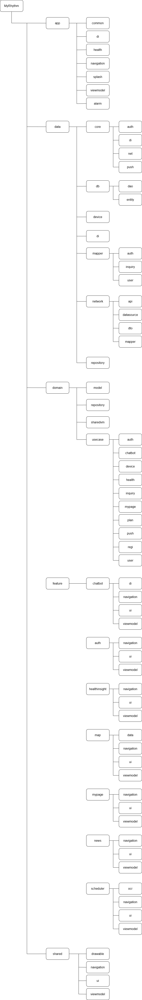 MyRhythm
app
common
di
health
navigation
splash
viewmodel
alarm
data
core
auth
di
net
push
db
dao
entity
device
di
mapper
auth
inquiry
user
network
api
datasource
dto
mapper
repository
domain
model
repository
sharedvm
usecase
auth
chatbot
device
health
inquiry
mypage
plan
push
regi
user
feature
chatbot
di
navigation
ui
viewmodel
auth
navigation
ui
viewmodel
healthinsight
navigation
ui
viewmodel
map
data
navigation
ui
viewmodel
mypage
navigation
ui
viewmodel
news
navigation
ui
viewmodel
scheduler
ocr
navigation
ui
viewmodel
shared
drawable
navigation
ui
viewmodel